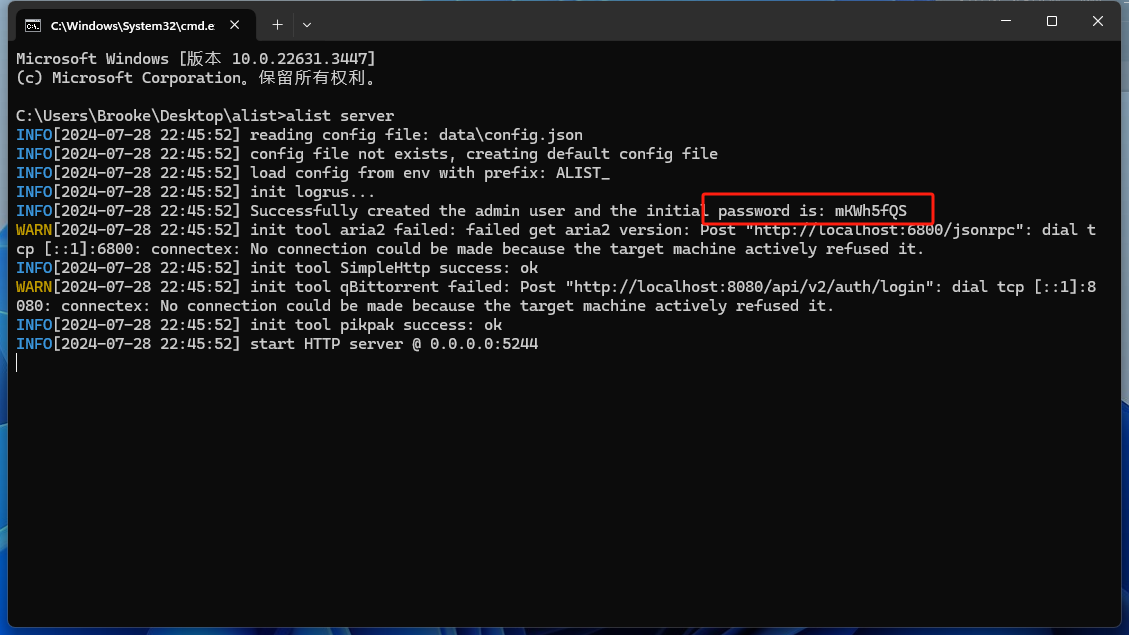 C:\Windows\System32\cmd.e
Microsoft Windows [版本 10.0.22631.3447]
(c) Microsoft Corporation。保留所有权利。
C:\Users\Brooke\Desktop\alist>alist server
INFO[2024-07-28 22:45:52] reading config file: data\config.json
INFO[2024-07-28 22:45:52] config file not exists, creating default config file
INFO[2024-07-28 22:45:52] load config from env with prefix: ALIST_
INFO[2024-07-28 22:45:52] init logrus...
INFO[2024-07-28 22:45:52] Successfully created the admin user and the initial password is: mKWh5fQS
WARN[2024-07-28 22:45:52] init tool aria2 failed: failed get aria2 version: Post "http://localhost:6800/jsonrpc": dial t
cp [::1]:6800: connectex: No connection could be made because the target machine actively refused it.
INFO[2024-07-28 22:45:52] init tool SimpleHttp success: ok
WARN[2024-07-28 22:45:52] init tool qBittorrent failed: Post "http://localhost:8080/api/v2/auth/login": dial tcp [::1]:8
080: connectex: No connection could be made because the target machine actively refused it.
INFO[2024-07-28 22:45:52] init tool pikpak success: ok
INFO[2024-07-28 22:45:52] start HTTP server @ 0.0.0.0:5244